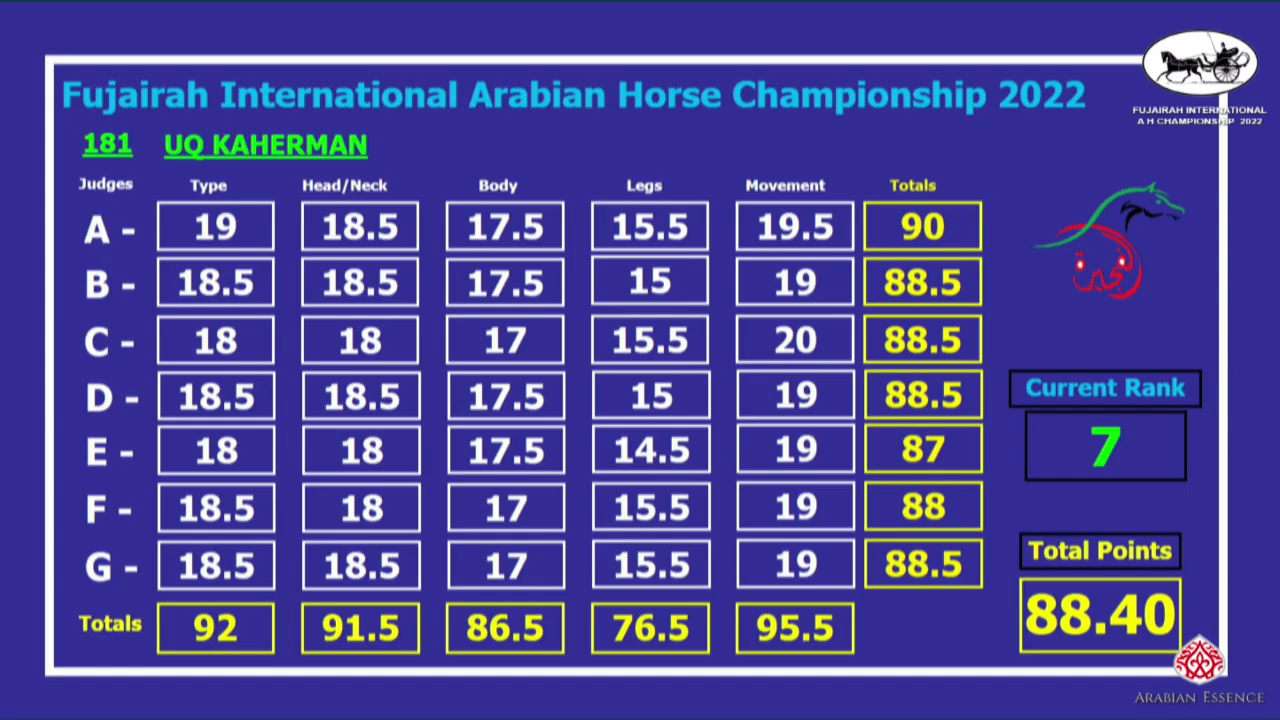 Fujairah International Arabian Horse Championship 2022
FUJAIRAH INTERNATIONAL
A H CHAMPIONSHIP 2022
181 UQ KAHERMAN
Judges Type Head/Neck Body Legs Movement Totals
A - 19 18.5 17.5 15.5 19.5 90
B - 18.5 18.5 17.5 15 19 88.5
الفجيرة
C - 18 18 17 15.5 20 88.5
D - 18.5 18.5 17.5 15 19 88.5
Current Rank
E - 18 18 17.5 14.5 19 87
7
F - 18.5 18 17 15.5 19 88
Total Points
G - 18.5 18.5 17 15.5 19 88.5
Totals 92 91.5 86.5 76.5 95.5
88.40
ARABIAN ESSENCE